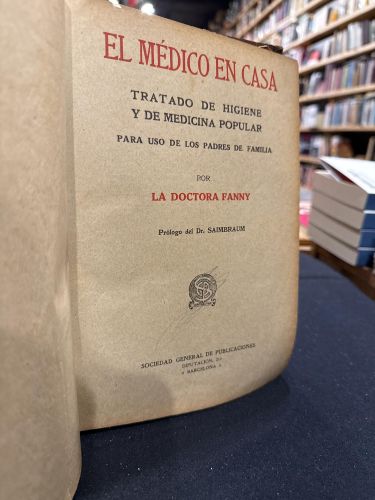 EL MÉDICO EN CASA
TRATADO DE HIGIENE
Y DE MEDICINA POPULAR
PARA USO DE LOS PADRES DE FAMILIA
POR
LA DOCTORA FANNY
Prólogo del Dr. SAIMBRAUM
SOCIEDAD GENERAL DE PUBLICACIONES
DIPUTACIÓN, 211
BARCELONA